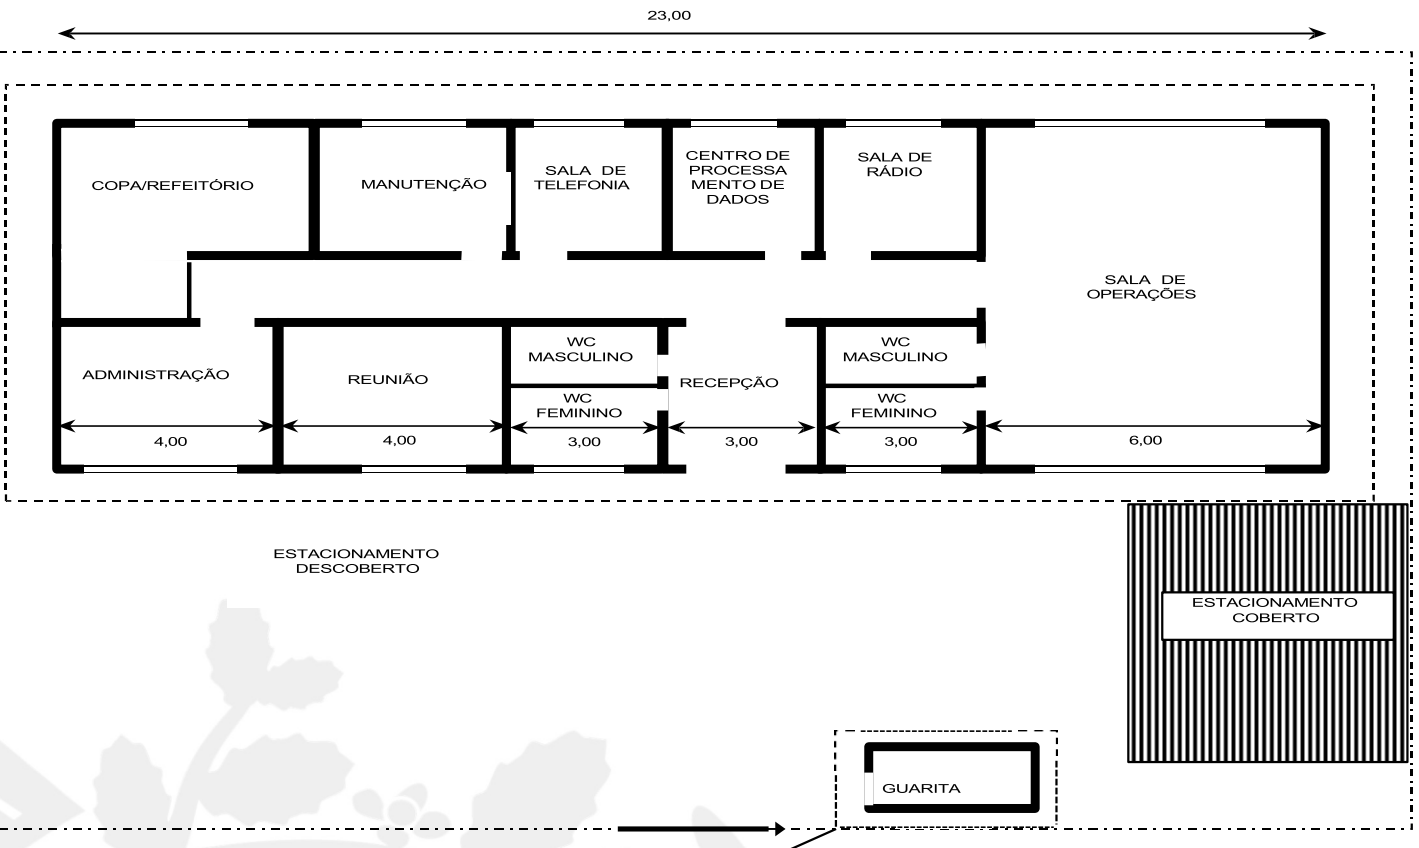 23,00
COPA/REFEITÓRIO
MANUTENÇÃO
SALA DE
TELEFONIA
CENTRO DE
PROCESSA
MENTO DE
DADOS
SALA DE
RÁDIO
SALA DE
OPERAÇÕES
ADMINISTRAÇÃO
REUNIÃO
WC
MASCULINO
WC
FEMININO
RECEPÇÃO
WC
MASCULINO
WC
FEMININO
4,00
4,00
3,00
3,00
3,00
6,00
ESTACIONAMENTO
DESCOBERTO
ESTACIONAMENTO
COBERTO
GUARITA